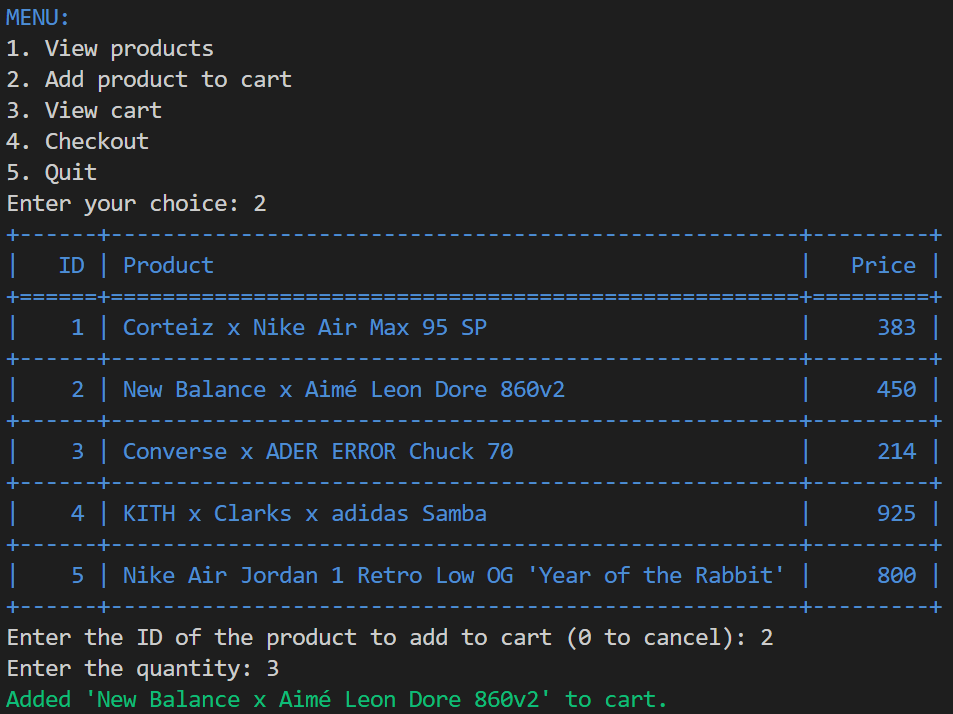 MENU:
1. View products
2. Add product to cart
3. View cart
4. Checkout
5. Quit
Enter your choice: 2
+------+-----------------------------------------------------+---------+
|   ID | Product                                             |   Price |
+======+=====================================================+=========+
|    1 | Corteiz x Nike Air Max 95 SP                        |     383 |
+------+-----------------------------------------------------+---------+
|    2 | New Balance x Aimé Leon Dore 860v2                  |     450 |
+------+-----------------------------------------------------+---------+
|    3 | Converse x ADER ERROR Chuck 70                      |     214 |
+------+-----------------------------------------------------+---------+
|    4 | KITH x Clarks x adidas Samba                        |     925 |
+------+-----------------------------------------------------+---------+
|    5 | Nike Air Jordan 1 Retro Low OG 'Year of the Rabbit' |     800 |
+------+-----------------------------------------------------+---------+
Enter the ID of the product to add to cart (0 to cancel): 2
Enter the quantity: 3
Added 'New Balance x Aimé Leon Dore 860v2' to cart.